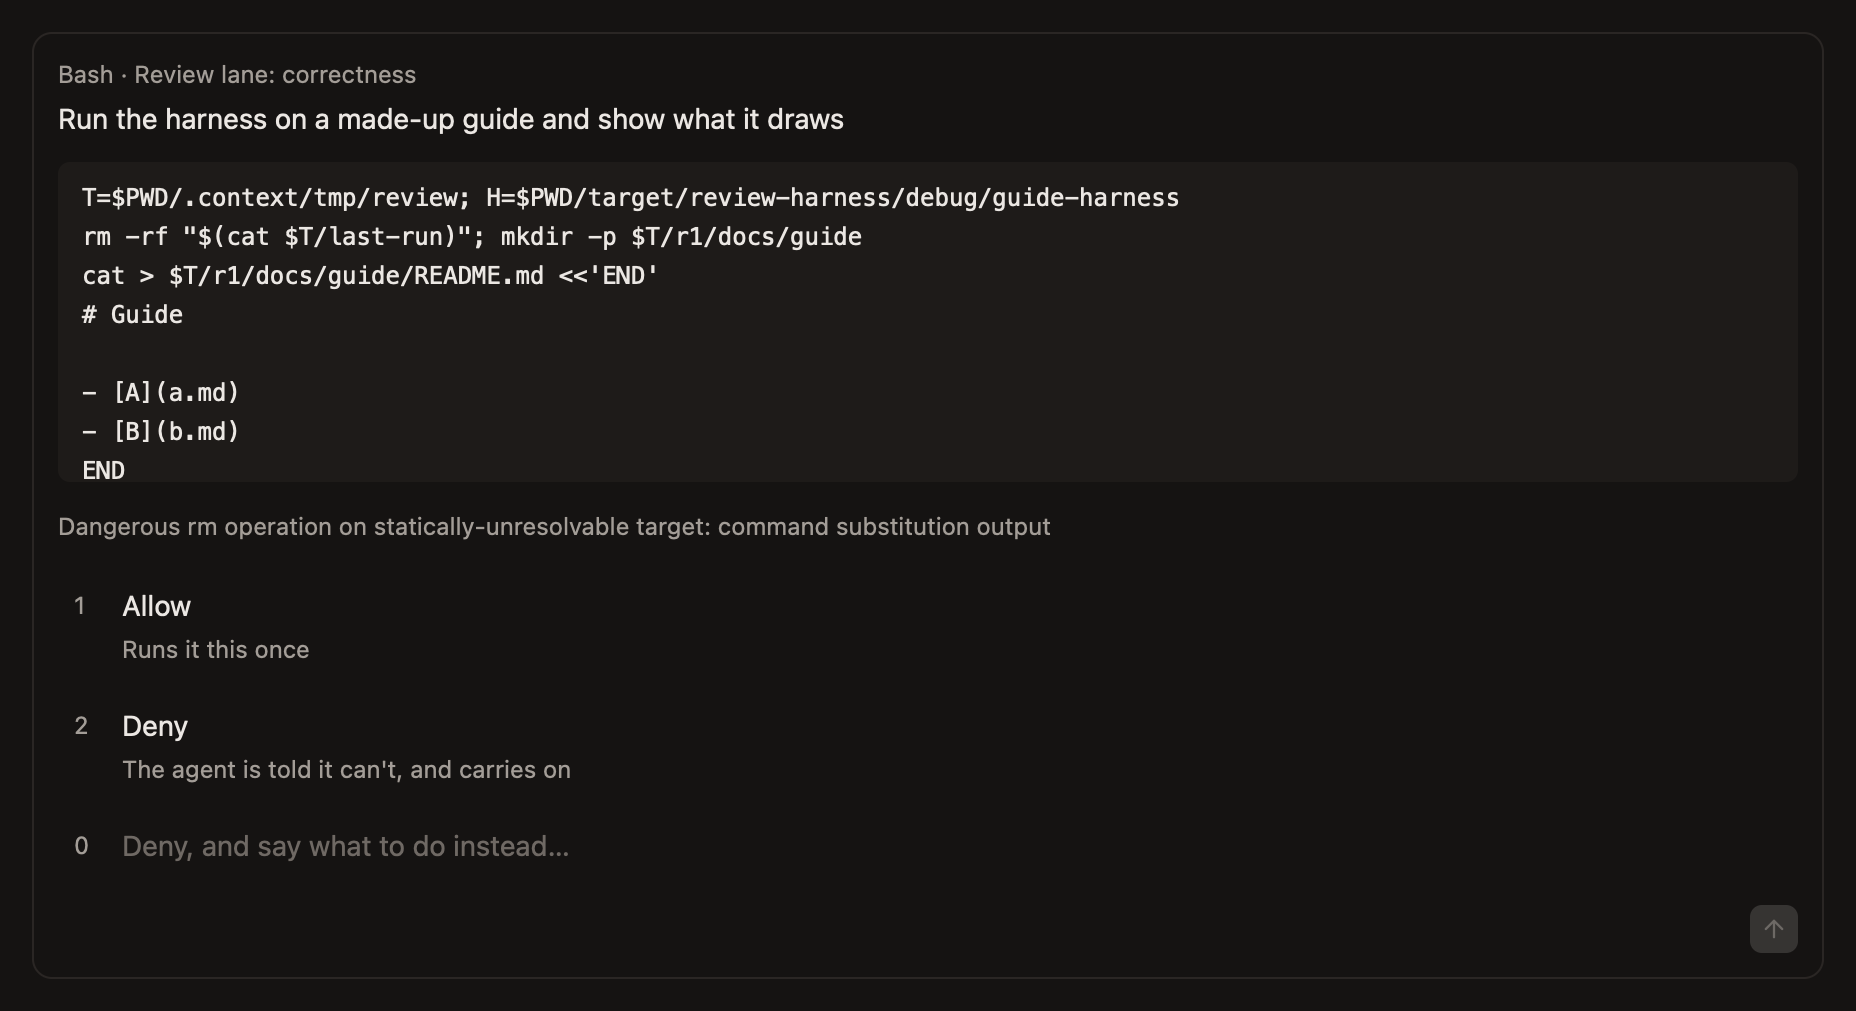 Bash · Review lane: correctness
Run the harness on a made-up guide and show what it draws
T=$PWD/.context/tmp/review; H=$PWD/target/review-harness/debug/guide-harness
rm -rf "$(cat $T/last-run)"; mkdir -p $T/r1/docs/guide
cat > $T/r1/docs/guide/README.md <<'END'
# Guide

- [A](a.md)
- [B](b.md)
END
Dangerous rm operation on statically-unresolvable target: command substitution output
1 Allow
Runs it this once
2 Deny
The agent is told it can't, and carries on
0 Deny, and say what to do instead...